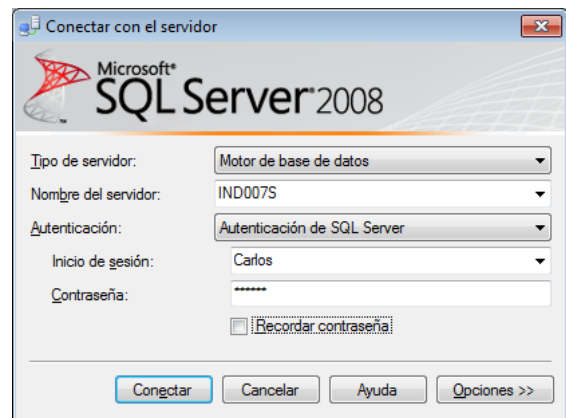 Conectar con el servidor
Microsoft®
SQL Server® 2008
Tipo de servidor: Motor de base de datos
Nombre del servidor: IND007S
Autenticación: Autenticación de SQL Server
Inicio de sesión: Carlos
Contraseña: ******
Recordar contraseña
Conectar Cancelar Ayuda Opciones >>